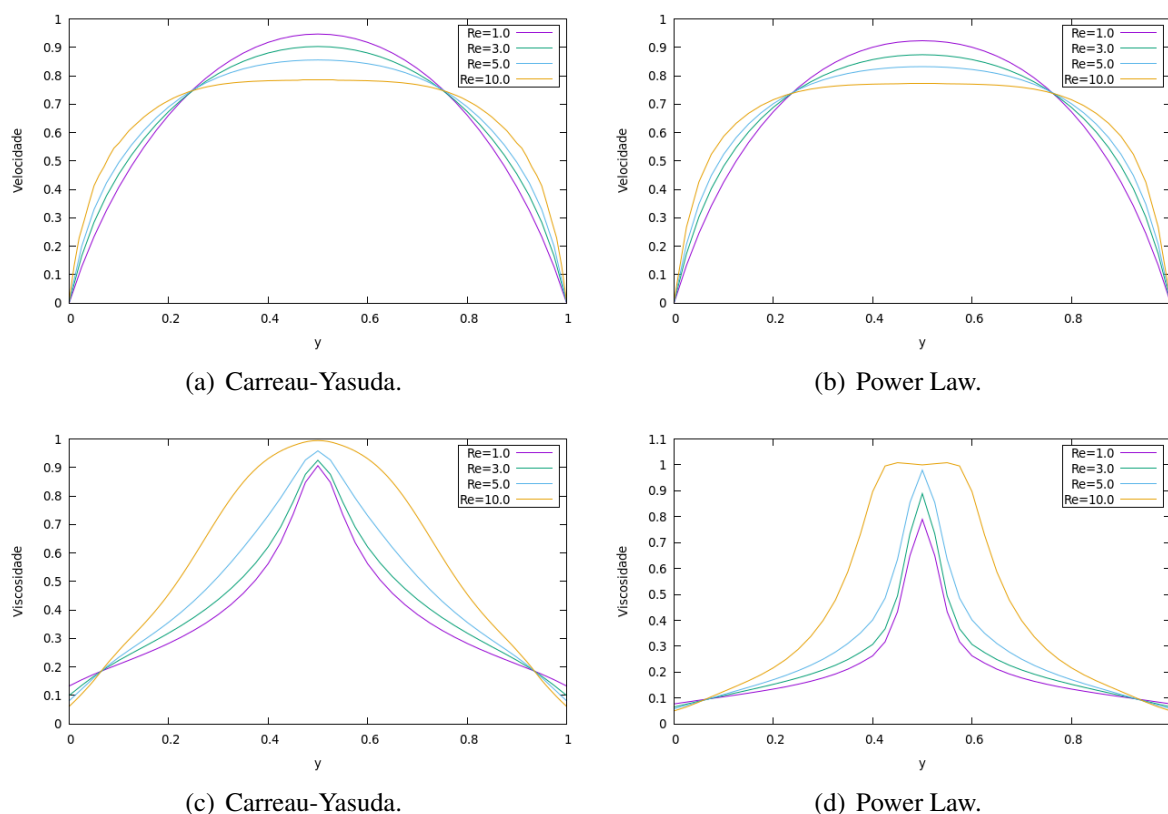 1
0.9
0.8
0.7
0.6
0.5
0.4
0.3
0.2
0.1
0
Velocidade
Re=1.0
Re=3.0
Re=5.0
Re=10.0
0 0.2 0.4 0.6 0.8 1
y
(a) Carreau-Yasuda.
1
0.9
0.8
0.7
0.6
0.5
0.4
0.3
0.2
0.1
0
Velocidade
Re=1.0
Re=3.0
Re=5.0
Re=10.0
0 0.2 0.4 0.6 0.8
y
(b) Power Law.
1
0.9
0.8
0.7
0.6
0.5
0.4
0.3
0.2
0.1
0
Viscosidade
Re=1.0
Re=3.0
Re=5.0
Re=10.0
0 0.2 0.4 0.6 0.8 1
y
(c) Carreau-Yasuda.
1.1
1
0.9
0.8
0.7
0.6
0.5
0.4
0.3
0.2
0.1
0
Viscosidade
Re=1.0
Re=3.0
Re=5.0
Re=10.0
0 0.2 0.4 0.6 0.8
y
(d) Power Law.